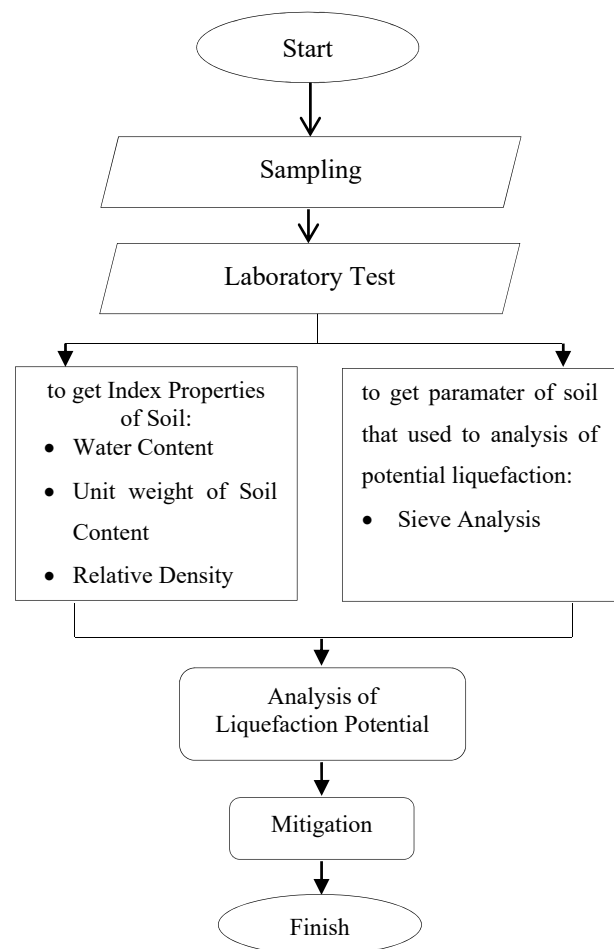 Start
Sampling
Laboratory Test
to get Index Properties
of Soil:
• Water Content
• Unit weight of Soil
Content
• Relative Density
to get paramater of soil
that used to analysis of
potential liquefaction:
• Sieve Analysis
Analysis of
Liquefaction Potential
Mitigation
Finish